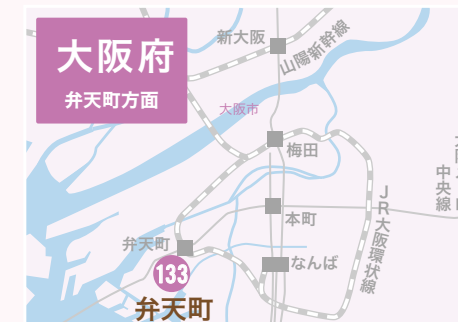 大阪府
弁天町方面
新大阪
山陽新幹線
大阪市
梅田
中央線
JR大阪環状線
本町
弁天町
なんば
133
弁天町